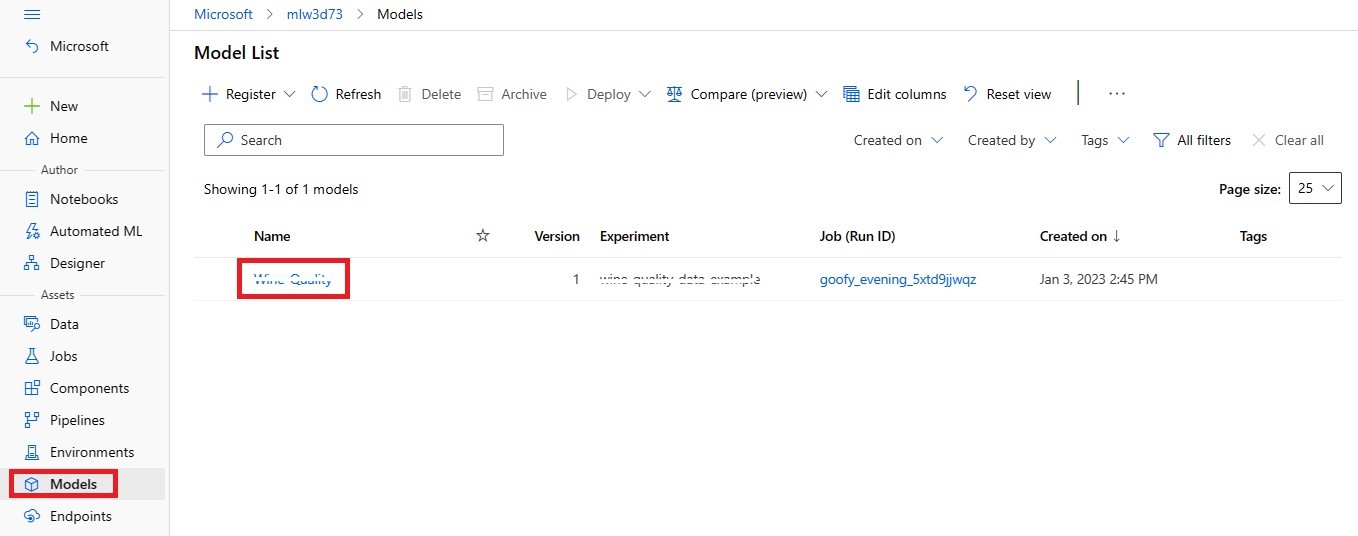 Microsoft > mlw3d73 > Models
Microsoft
Model List
New
Home
Author
Notebooks
Automated ML
Designer
Assets
Data
Jobs
Components
Pipelines
Environments
Models
Endpoints
Register Refresh Delete Archive Deploy Compare (preview) Edit columns Reset view ...
Search
Created on Created by Tags All filters Clear all
Showing 1-1 of 1 models
Page size: 25
Name Version Experiment Job (Run ID) Created on ↓ Tags
Wine-Quality 1 wine-quality-data-example goofy_evening_5xtd9jjwqz Jan 3, 2023 2:45 PM